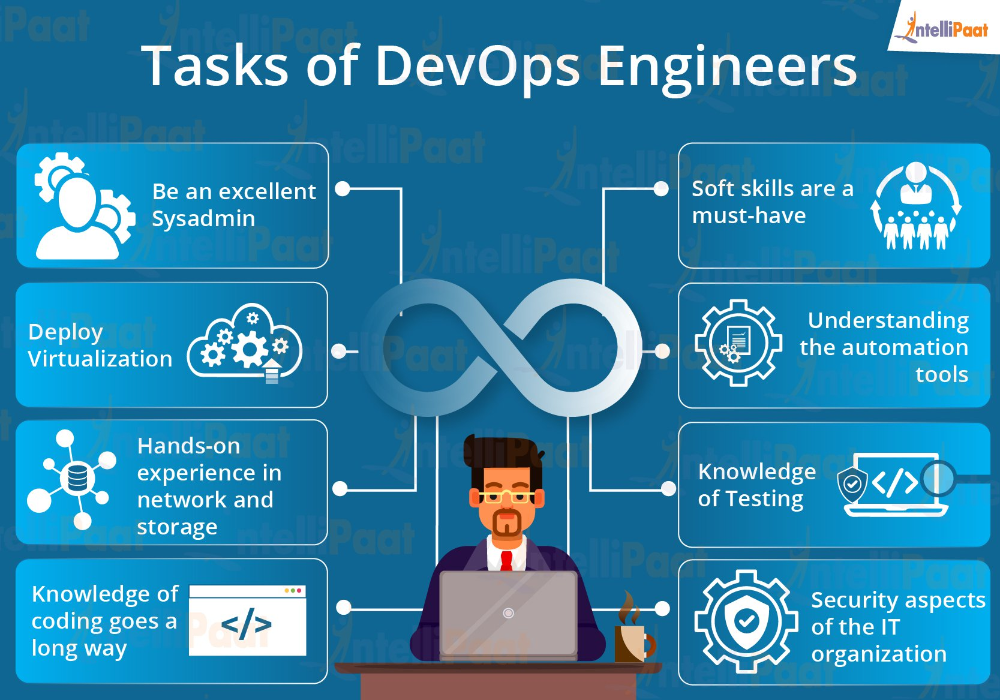 IntelliPaat
Tasks of DevOps Engineers
Be an excellent
Sysadmin
Deploy
Virtualization
Hands-on
experience in
network and
storage
Knowledge of
coding goes a
long way
</>
Soft skills are a
must-have
Understanding
the automation
tools
Knowledge
of Testing
</>
Security aspects
of the IT
organization